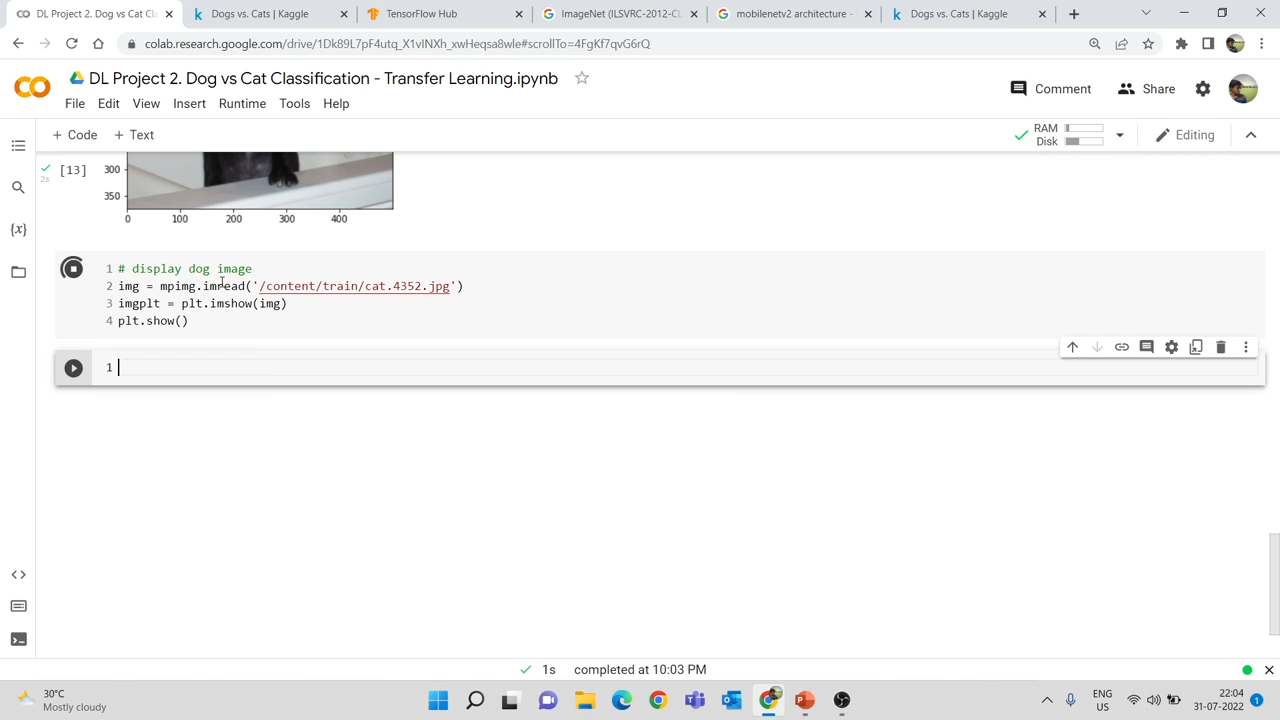 DL Project 2. Dog vs Cat Cl
Dogs vs. Cats | Kaggle
TensorFlow Hub
ImageNet (ILSVRC-2012-CL
mobilenetv2 architecture -
Dogs vs. Cats | Kaggle
colab.research.google.com/drive/1Dk89L7pF4utq_X1vINXh_xwHeqsa8wle#scrollTo=4FgKf7qvG6rQ
DL Project 2. Dog vs Cat Classification - Transfer Learning.ipynb
Comment
Share
File Edit View Insert Runtime Tools Help
+ Code + Text
RAM
Disk
Editing
[13]
2s
300
350
0 100 200 300 400
1 # display dog image
2 img = mpimg.imread('/content/train/cat.4352.jpg')
3 imgplt = plt.imshow(img)
4 plt.show()
1
{x}
1s completed at 10:03 PM
30°C
Mostly cloudy
ENG
US
22:04
31-07-2022
1